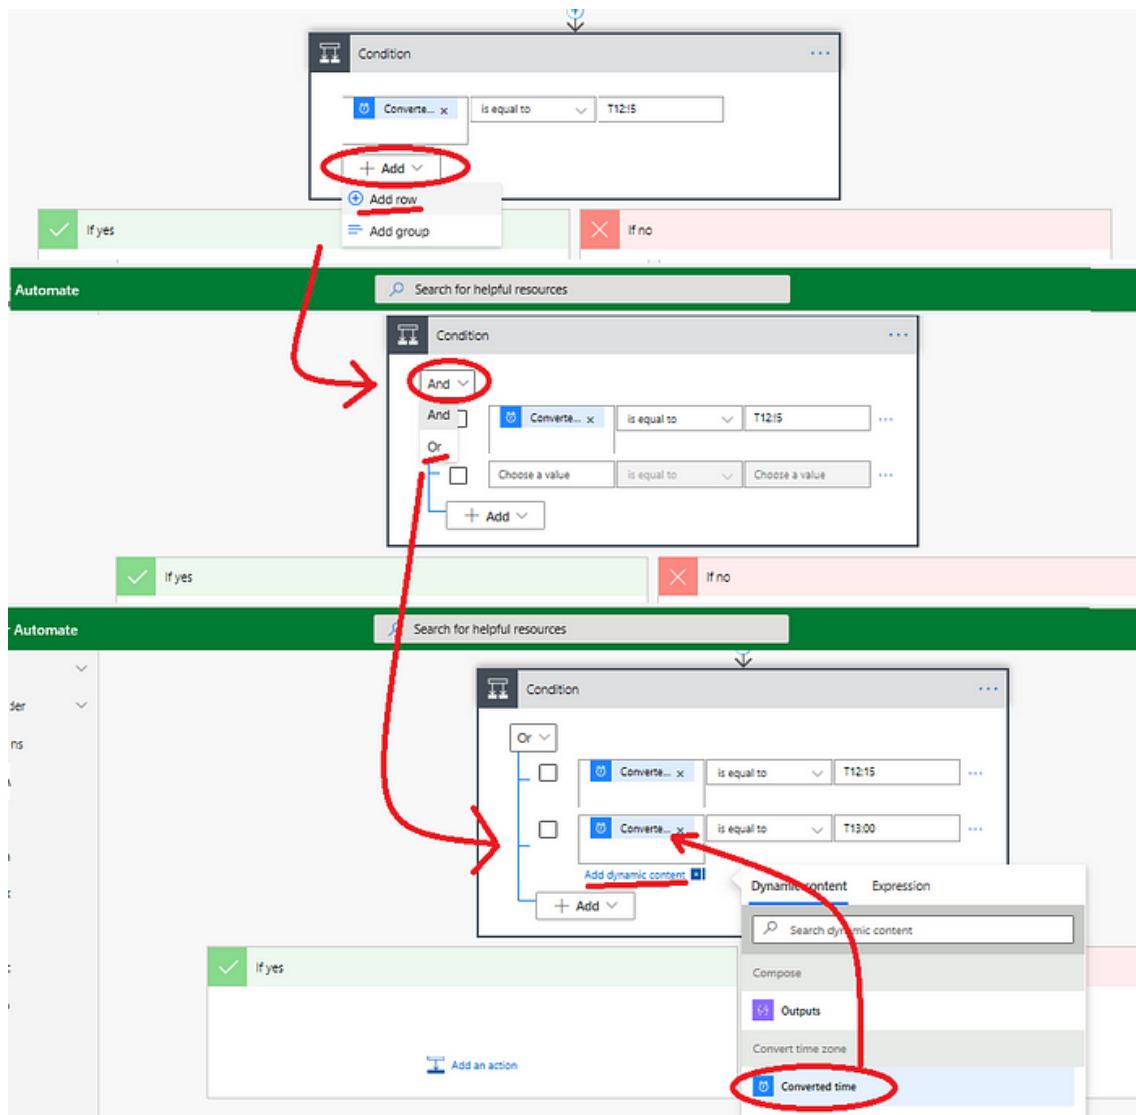 Condition
Converte... x is equal to T12:15
+ Add
Add row
Add group
If yes If no
Automate Search for helpful resources
Condition
And
And
Converte... x is equal to T12:15
Or
Choose a value is equal to Choose a value
+ Add
If yes If no
Automate Search for helpful resources
Condition
der
Or
ns
Converte... x is equal to T12:15
Converte... x is equal to T13:00
Add dynamic content
Dynamic content Expression
+ Add
Search dynamic content
If yes
Compose
Outputs
Convert time zone
Add an action
Converted time